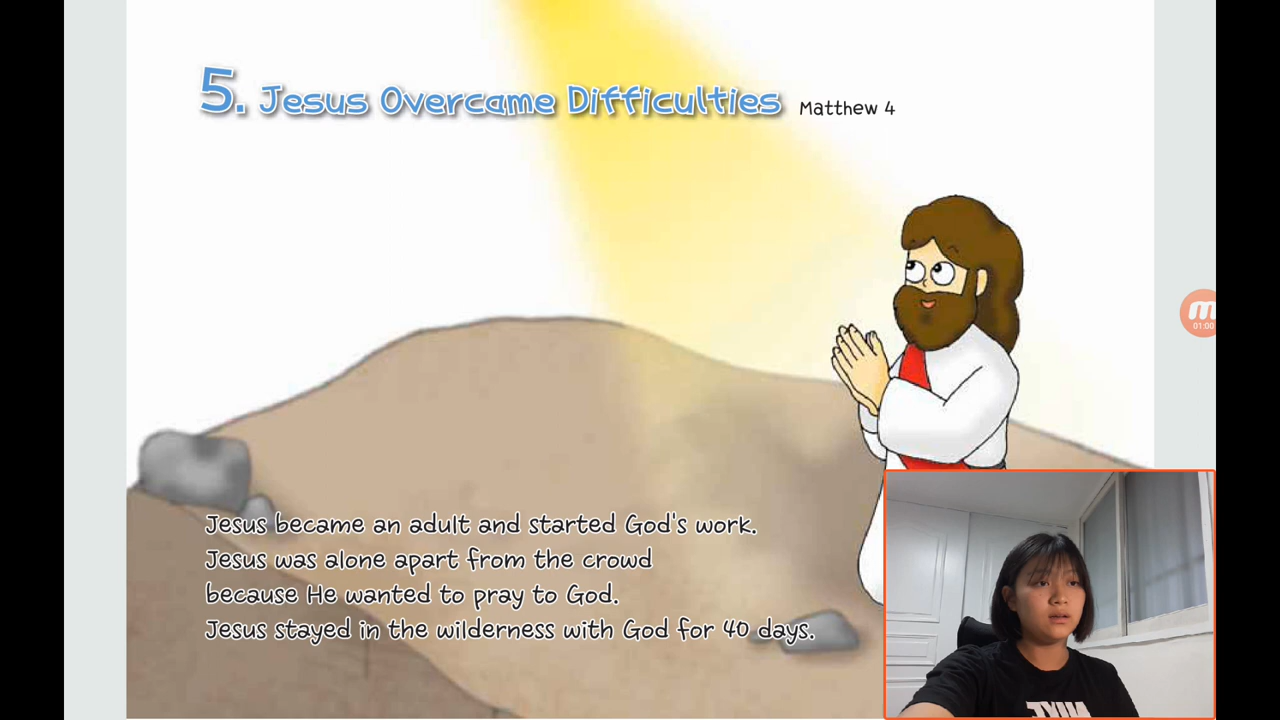 5. Jesus Overcame Difficulties Matthew 4
01:00
Jesus became an adult and started God's work.
Jesus was alone apart from the crowd
because He wanted to pray to God.
Jesus stayed in the wilderness with God for 40 days.